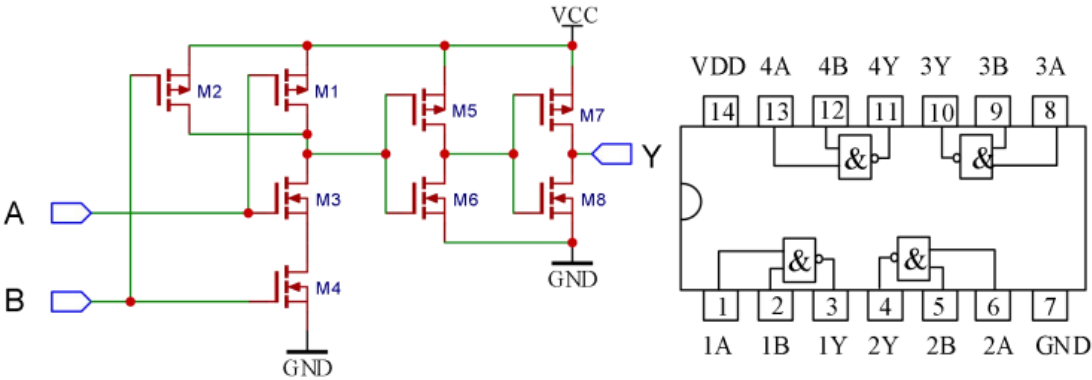 VCC
M2
M1
M5
M7
A
M3
M6
M8
Y
B
M4
GND
GND
VDD 4A 4B 4Y 3Y 3B 3A
14 13 12 11 10 9 8
& &
& &
1 2 3 4 5 6 7
1A 1B 1Y 2Y 2B 2A GND